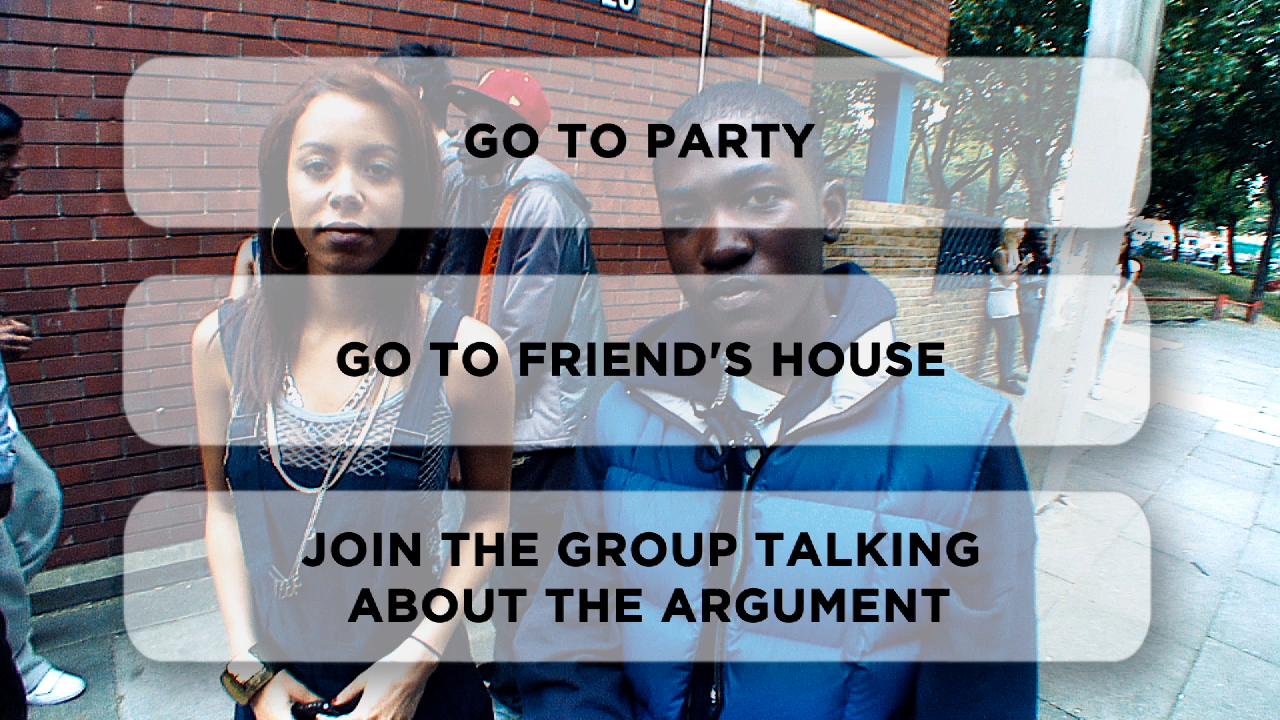 GO TO PARTY
GO TO FRIEND'S HOUSE
JOIN THE GROUP TALKING
ABOUT THE ARGUMENT